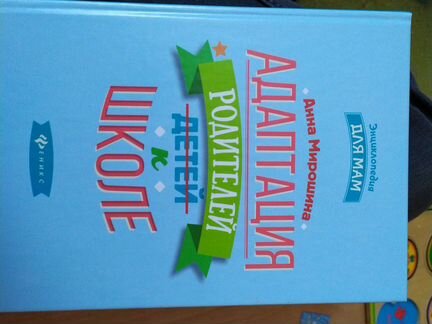 Энциклопедия
ДЛЯ МАМ
Анна Мирошина
АДАПТАЦИЯ
РОДИТЕЛЕЙ
ДЕТЕЙ
К
ШКОЛЕ
ФЕНИКС